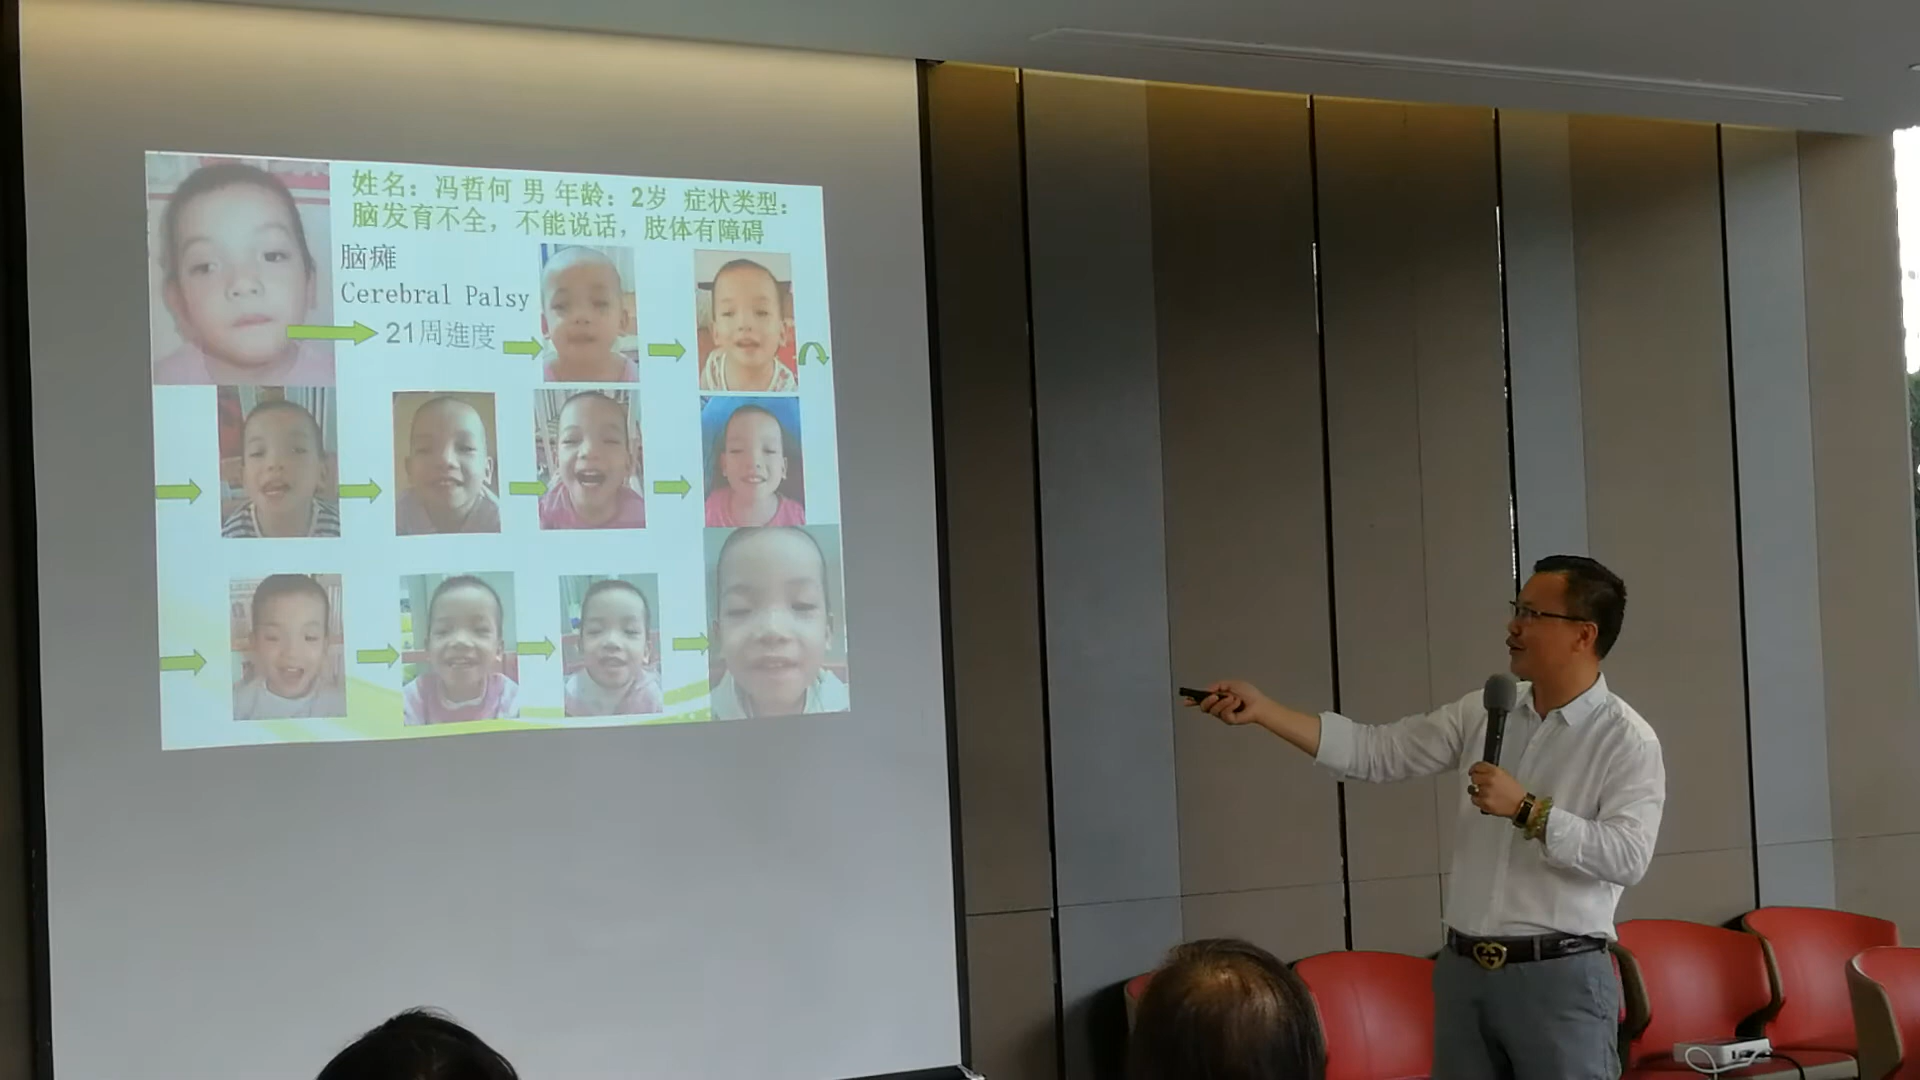 姓名：冯哲何 男 年龄：2岁 症状类型：
脑发育不全，不能说话，肢体有障碍
脑瘫
Cerebral Palsy
21周進度